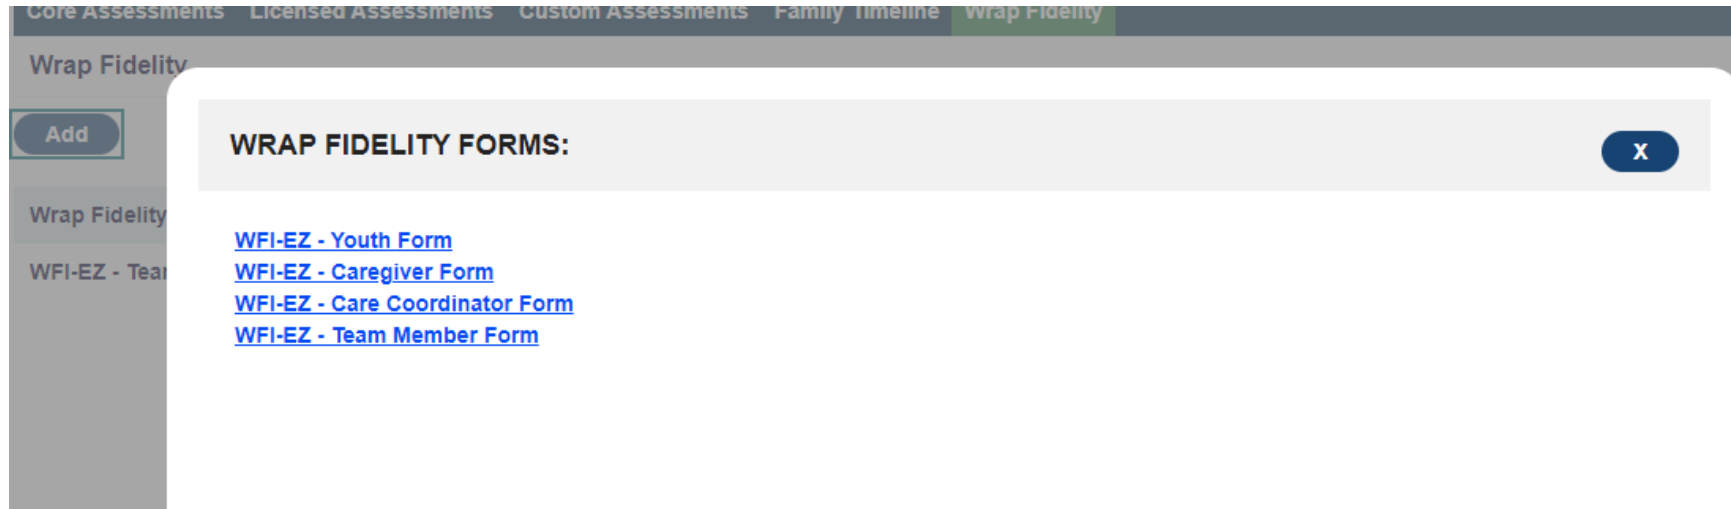 Core Assessments Licensed Assessments Custom Assessments Family Timeline Wrap Fidelity
Wrap Fidelity
Add
WRAP FIDELITY FORMS:
X
Wrap Fidelity
WFI-EZ - Youth Form
WFI-EZ - Caregiver Form
WFI-EZ - Tea
WFI-EZ - Care Coordinator Form
WFI-EZ - Team Member Form